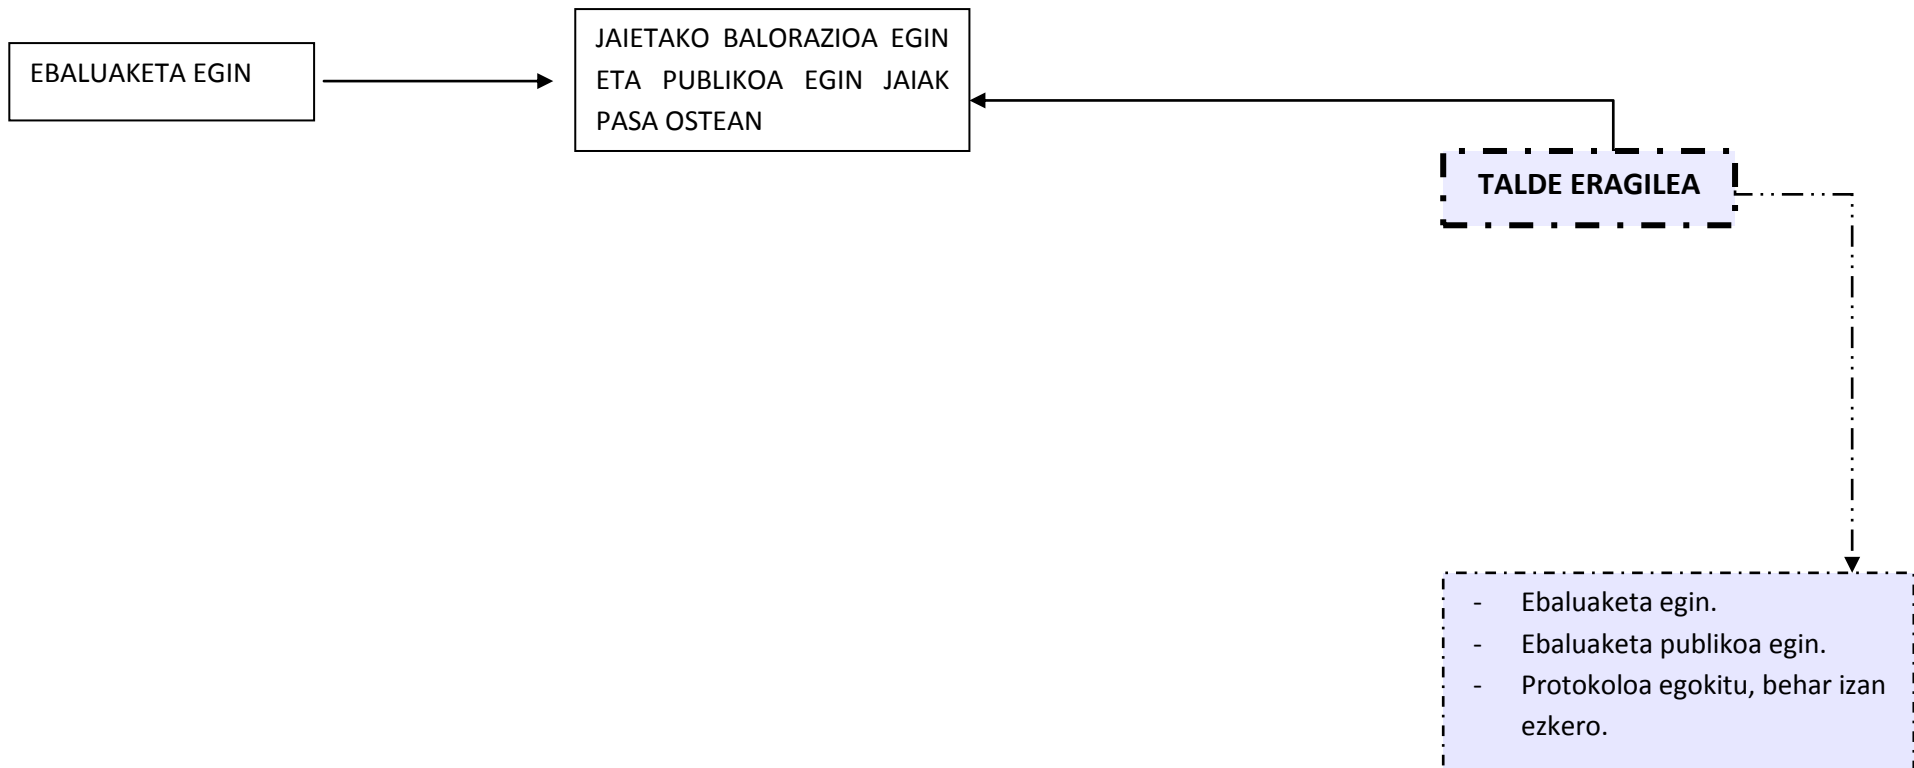 EBALUAKETA EGIN
JAIETAKO BALORAZIOA EGIN
ETA PUBLIKOA EGIN JAIAK
PASA OSTEAN
TALDE ERAGILEA
- Ebaluaketa egin.
- Ebaluaketa publikoa egin.
- Protokoloa egokitu, behar izan
ezkero.